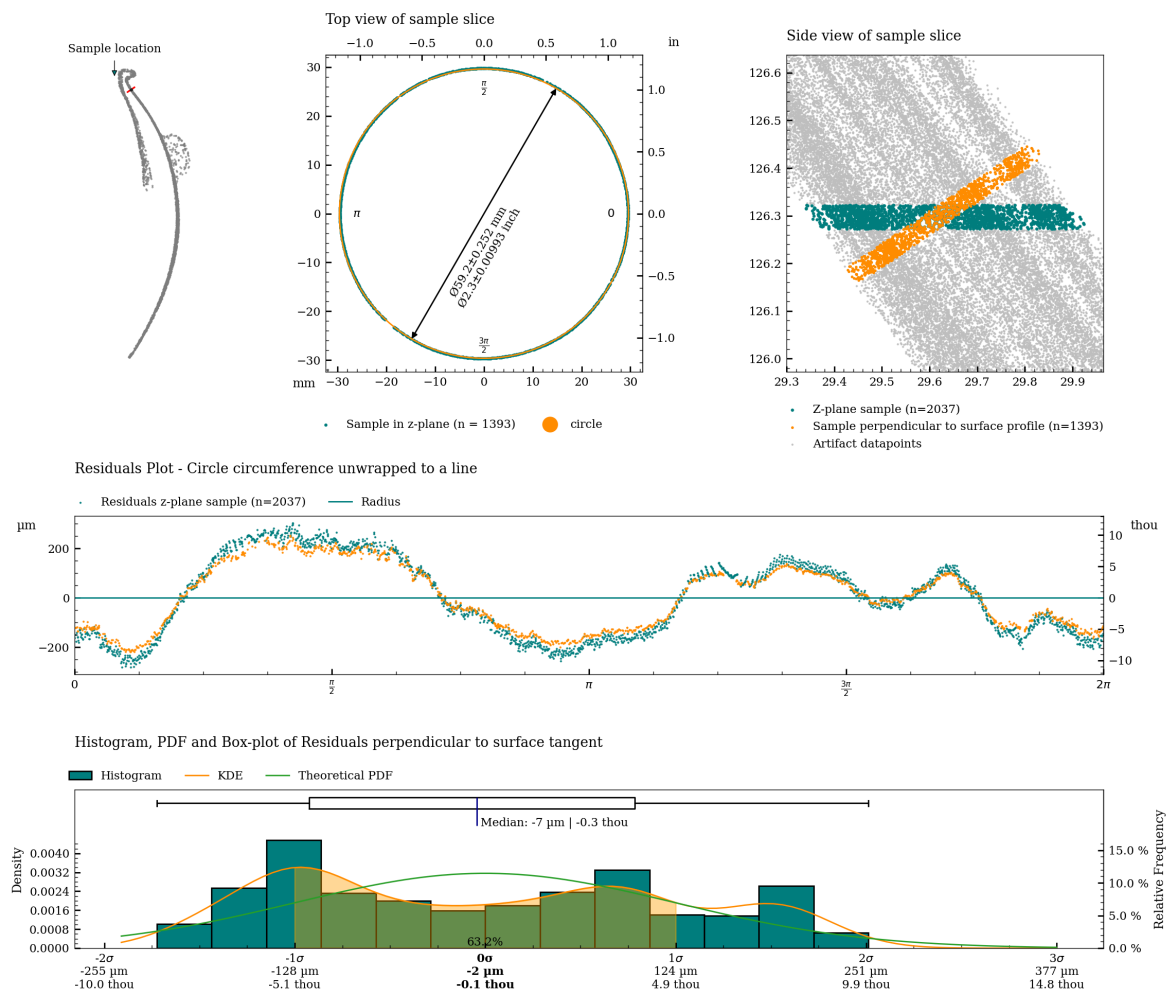 Sample location
Top view of sample slice
−1.0 −0.5 0.0 0.5 1.0 in
30
20
10
0
−10
−20
−30
mm
−30 −20 −10 0 10 20 30
1.0
0.5
0.0
−0.5
−1.0
π/2
π
0
3π/2
Ø59.2±0.252 mm
Ø2.3±0.00993 inch
Sample in z-plane (n = 1393) circle
Side view of sample slice
126.6
126.5
126.4
126.3
126.2
126.1
126.0
29.3 29.4 29.5 29.6 29.7 29.8 29.9
Z-plane sample (n=2037)
Sample perpendicular to surface profile (n=1393)
Artifact datapoints
Residuals Plot - Circle circumference unwrapped to a line
Residuals z-plane sample (n=2037) Radius
µm
200
0
−200
thou
10
5
0
−5
−10
0 π/2 π 3π/2 2π
Histogram, PDF and Box-plot of Residuals perpendicular to surface tangent
Histogram KDE Theoretical PDF
Median: -7 µm | -0.3 thou
Density
0.0040
0.0032
0.0024
0.0016
0.0008
0.0000
Relative Frequency
15.0 %
10.0 %
5.0 %
0.0 %
63.2%
-2σ -1σ 0σ 1σ 2σ 3σ
-255 µm -128 µm -2 µm 124 µm 251 µm 377 µm
-10.0 thou -5.1 thou -0.1 thou 4.9 thou 9.9 thou 14.8 thou